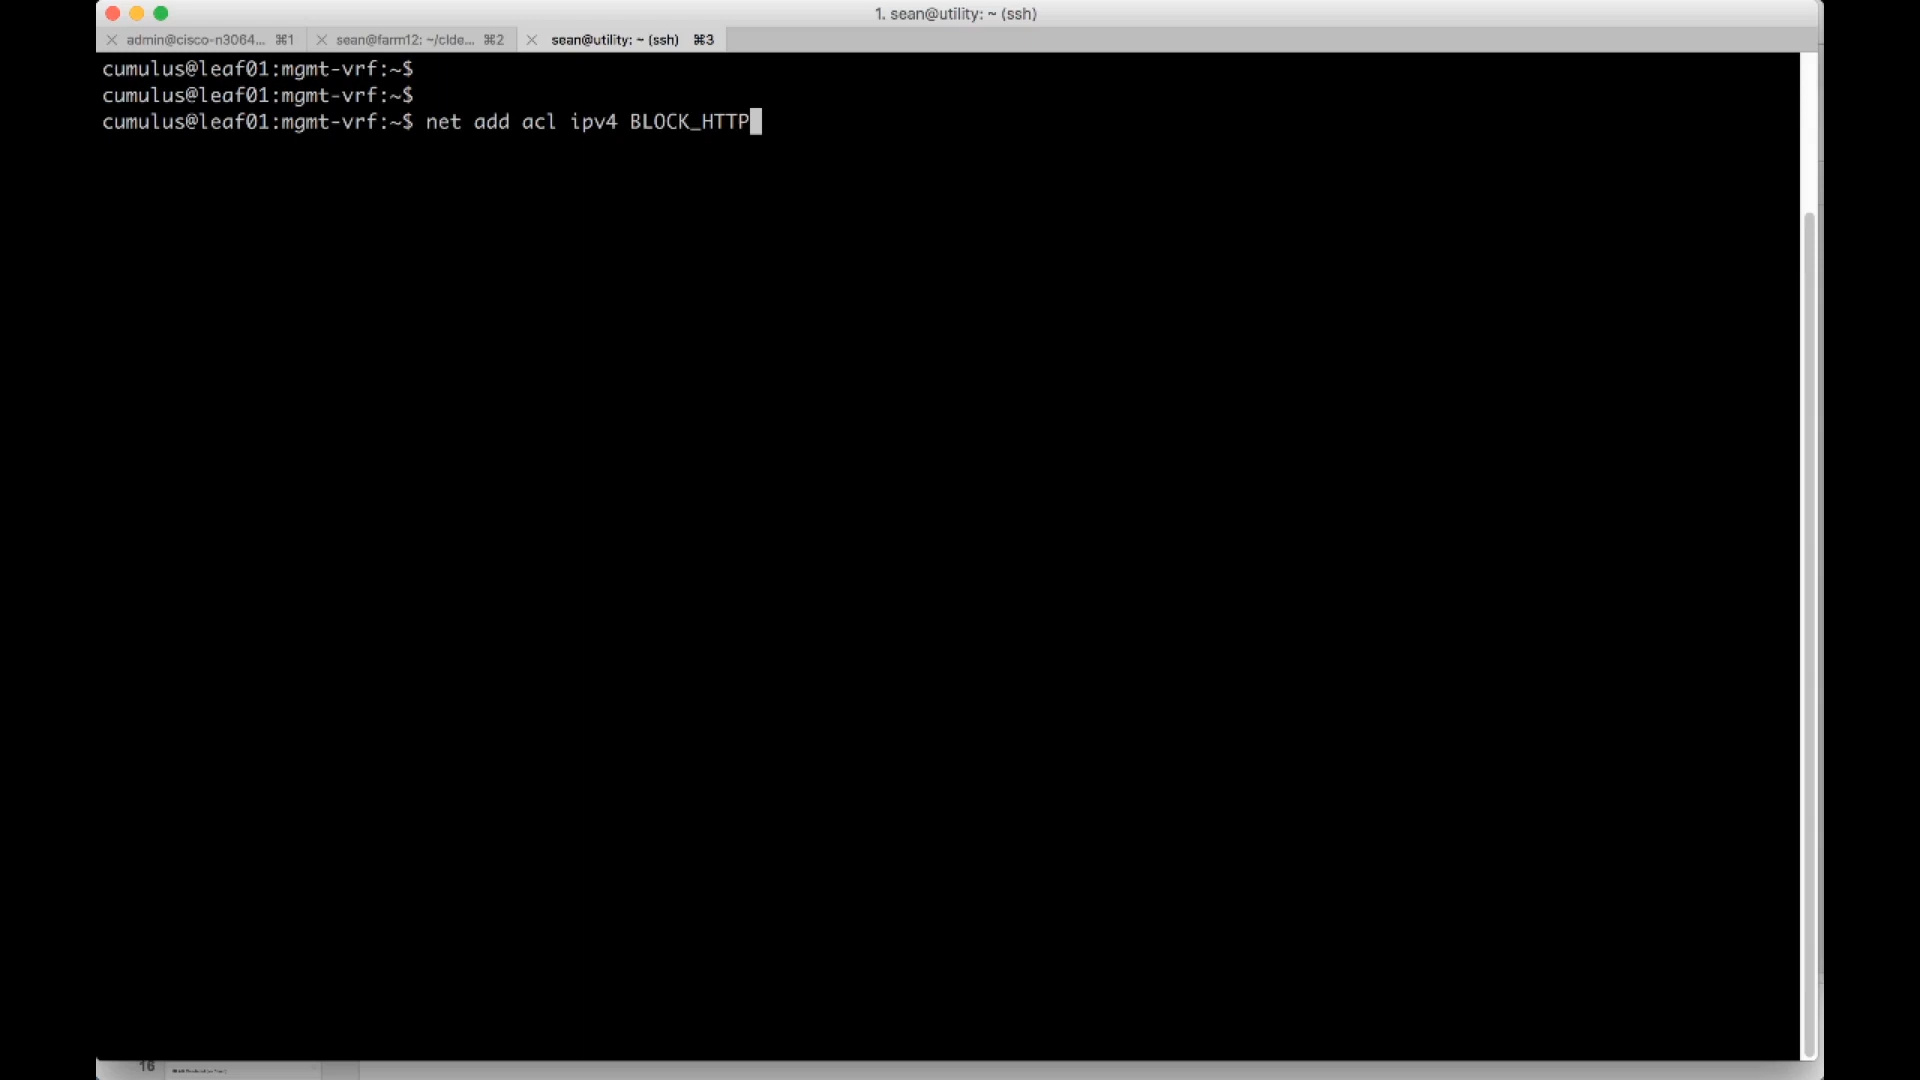 1. sean@utility: ~ (ssh)
admin@cisco-n3064... ⌘1 sean@farm12: ~/clde... ⌘2 sean@utility: ~ (ssh) ⌘3
cumulus@leaf01:mgmt-vrf:~$
cumulus@leaf01:mgmt-vrf:~$
cumulus@leaf01:mgmt-vrf:~$ net add acl ipv4 BLOCK_HTTP
16